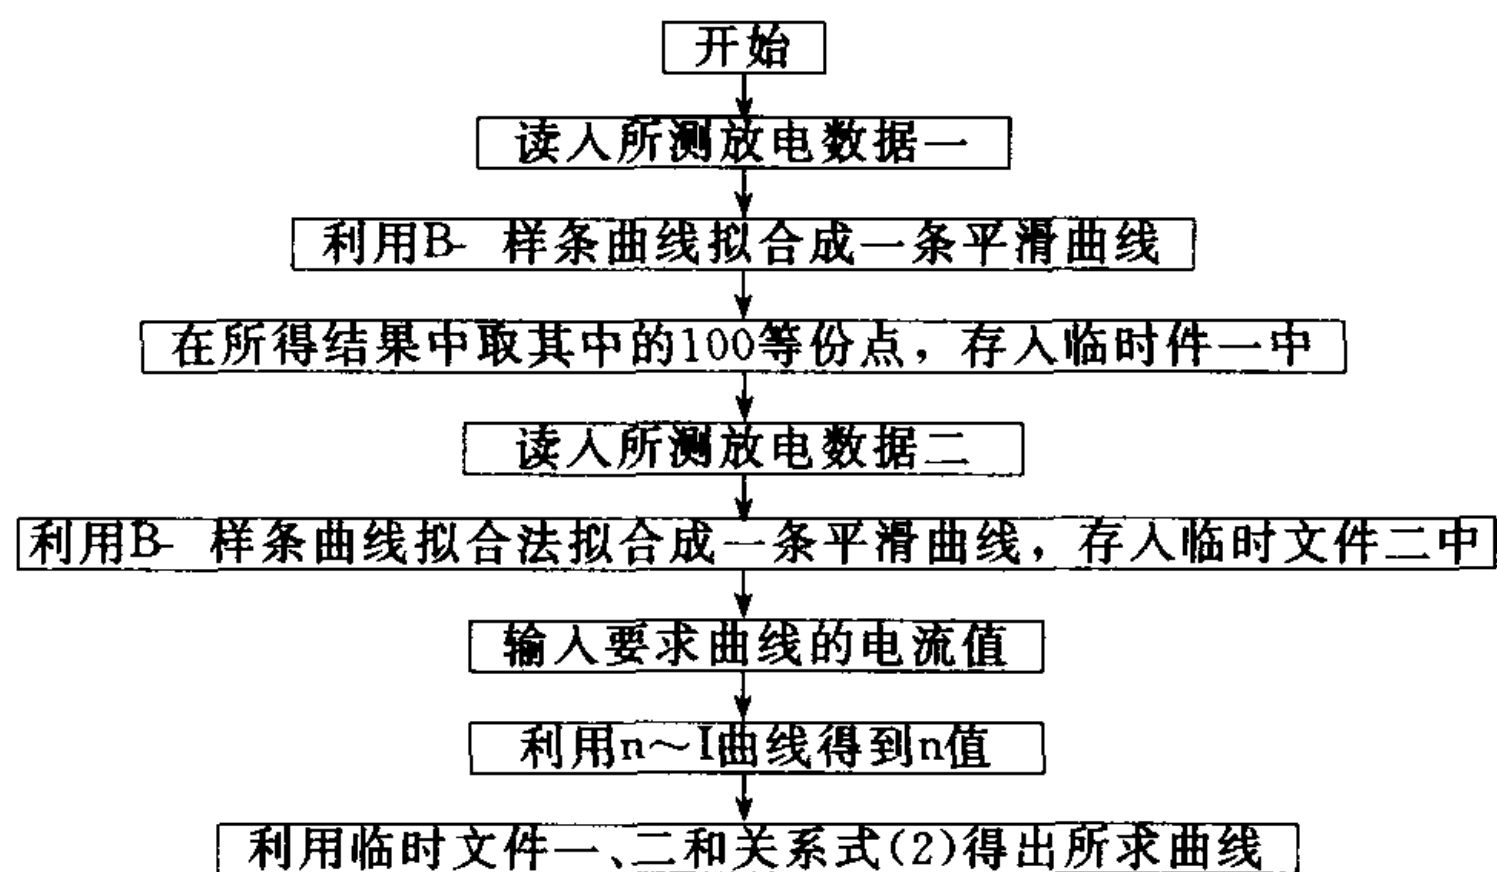 开始
读入所测放电数据一
利用B- 样条曲线拟合成一条平滑曲线
在所得结果中取其中的100等份点，存入临时件一中
读入所测放电数据二
利用B- 样条曲线拟合法拟合成一条平滑曲线，存入临时文件二中
输入要求曲线的电流值
利用n～I曲线得到n值
利用临时文件一、二和关系式(2)得出所求曲线